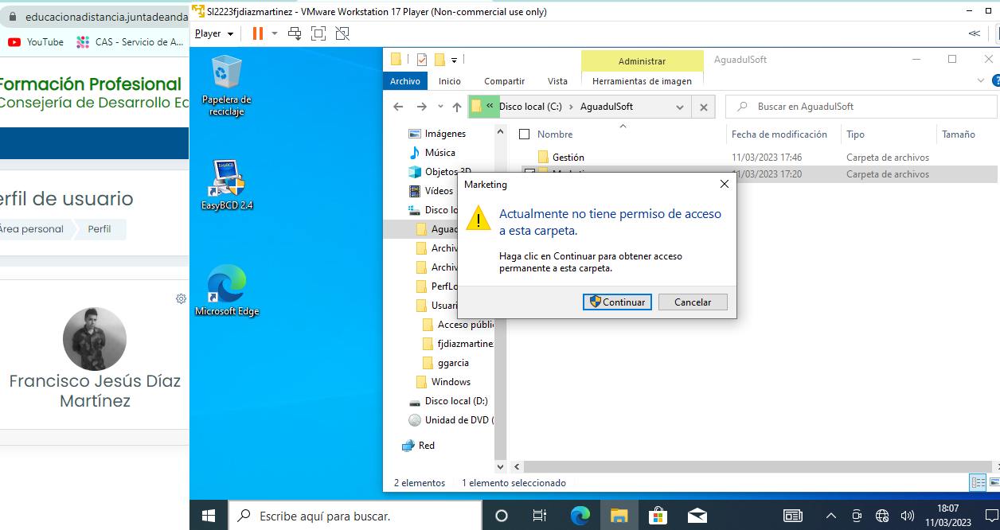 educacionadistancia.juntadeanda
YouTube
CAS - Servicio de A...
Formación Profesional
Consejería de Desarrollo Ec
erfil de usuario
Área personal
Perfil
Francisco Jesús Díaz
Martínez
SI2223fjdiazmartinez - VMware Workstation 17 Player (Non-commercial use only)
Player
Papelera de
reciclaje
EasyBCD
EasyBCD 2.4
Microsoft Edge
Administrar
AguadulSoft
Archivo
Inicio
Compartir
Vista
Herramientas de imagen
« Disco local (C:) › AguadulSoft
Buscar en AguadulSoft
Imágenes
Música
Objetos 3D
Vídeos
Disco lo
Aguad
Archiv
Archiv
PerfLo
Usuari
Acceso públi
fjdiazmartine
ggarcia
Windows
Disco local (D:)
Unidad de DVD (
Red
Nombre
Fecha de modificación
Tipo
Tamaño
Gestión
11/03/2023 17:46
Carpeta de archivos
11/03/2023 17:20
Carpeta de archivos
Marketing
Actualmente no tiene permiso de acceso
a esta carpeta.
Haga clic en Continuar para obtener acceso
permanente a esta carpeta.
Continuar
Cancelar
2 elementos
1 elemento seleccionado
Escribe aquí para buscar.
18:07
11/03/2023